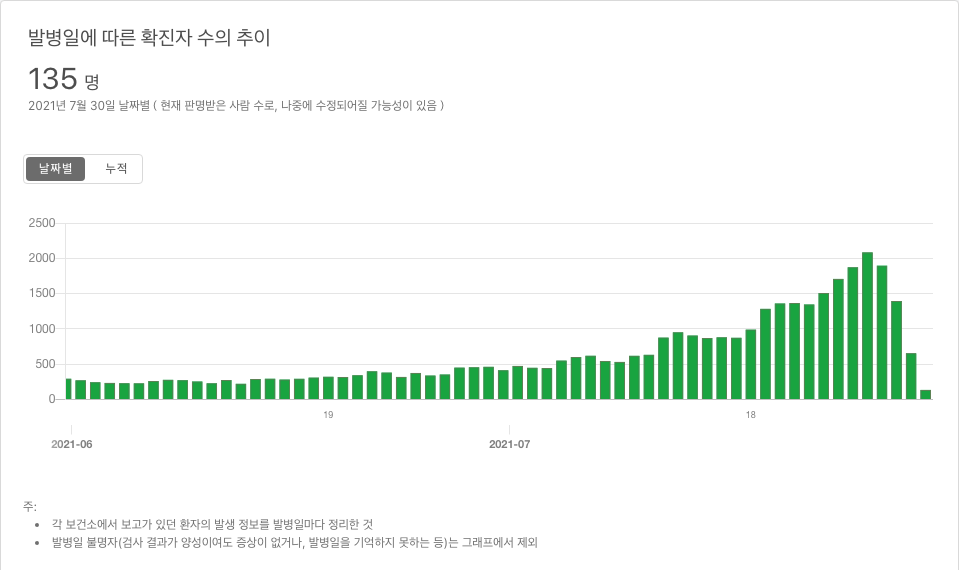 발병일에 따른 확진자 수의 추이
135 명
2021년 7월 30일 날짜별 ( 현재 판명받은 사람 수로, 나중에 수정되어질 가능성이 있음 )
날짜별 누적
2500
2000
1500
1000
500
0
19 18
2021-06 2021-07
주:
• 각 보건소에서 보고가 있던 환자의 발생 정보를 발병일마다 정리한 것
• 발병일 불명자(검사 결과가 양성이여도 증상이 없거나, 발병일을 기억하지 못하는 등)는 그래프에서 제외